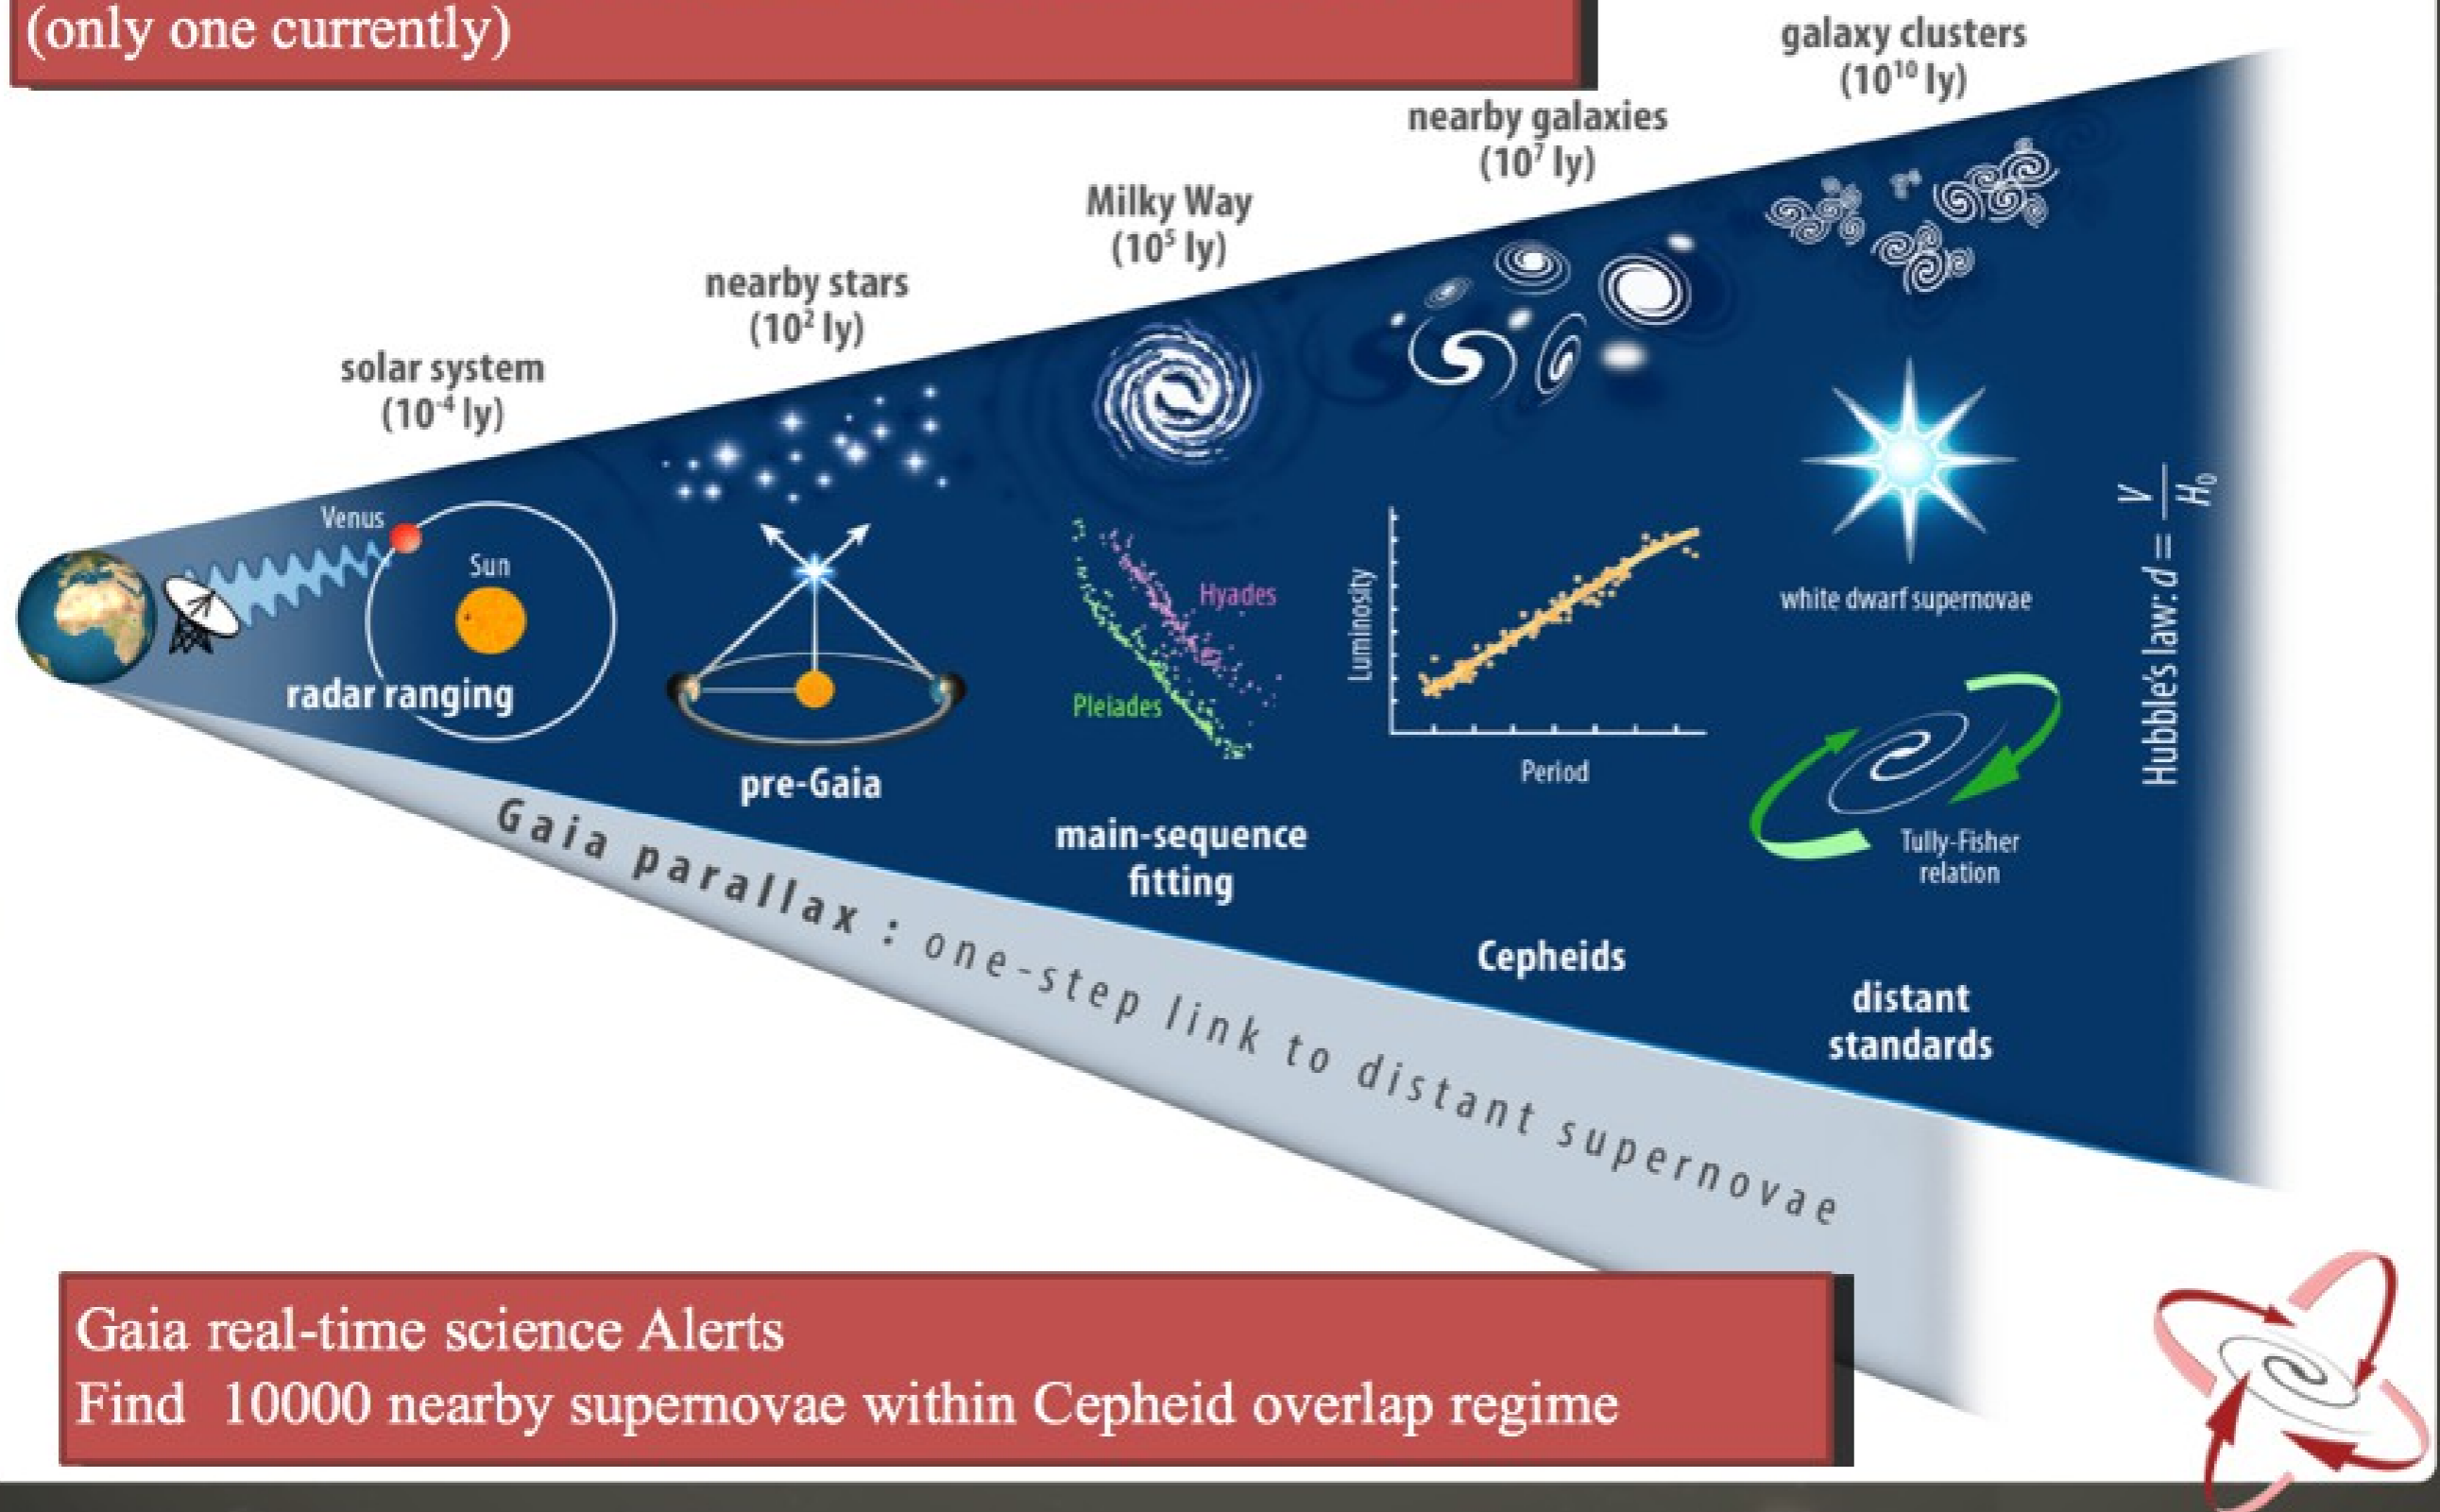 (only one currently)
galaxy clusters
(10¹⁰ ly)
nearby galaxies
(10⁷ ly)
Milky Way
(10⁵ ly)
nearby stars
(10² ly)
solar system
(10⁻⁴ ly)
Venus
Sun
radar ranging
pre-Gaia
Hyades
Pleiades
main-sequence
fitting
Luminosity
Period
Cepheids
white dwarf supernovae
Tully-Fisher
relation
distant
standards
Hubble's law: d = V/H₀
Gaia parallax : one-step link to distant supernovae
Gaia real-time science Alerts
Find 10000 nearby supernovae within Cepheid overlap regime